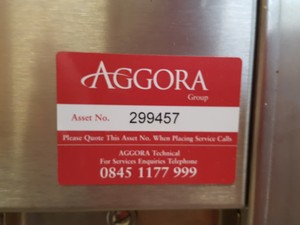 AGGORA
Group
Asset No. 299457
Please Quote This Asset No. When Placing Service Calls
AGGORA Technical
For Services Enquiries Telephone
0845 1177 999